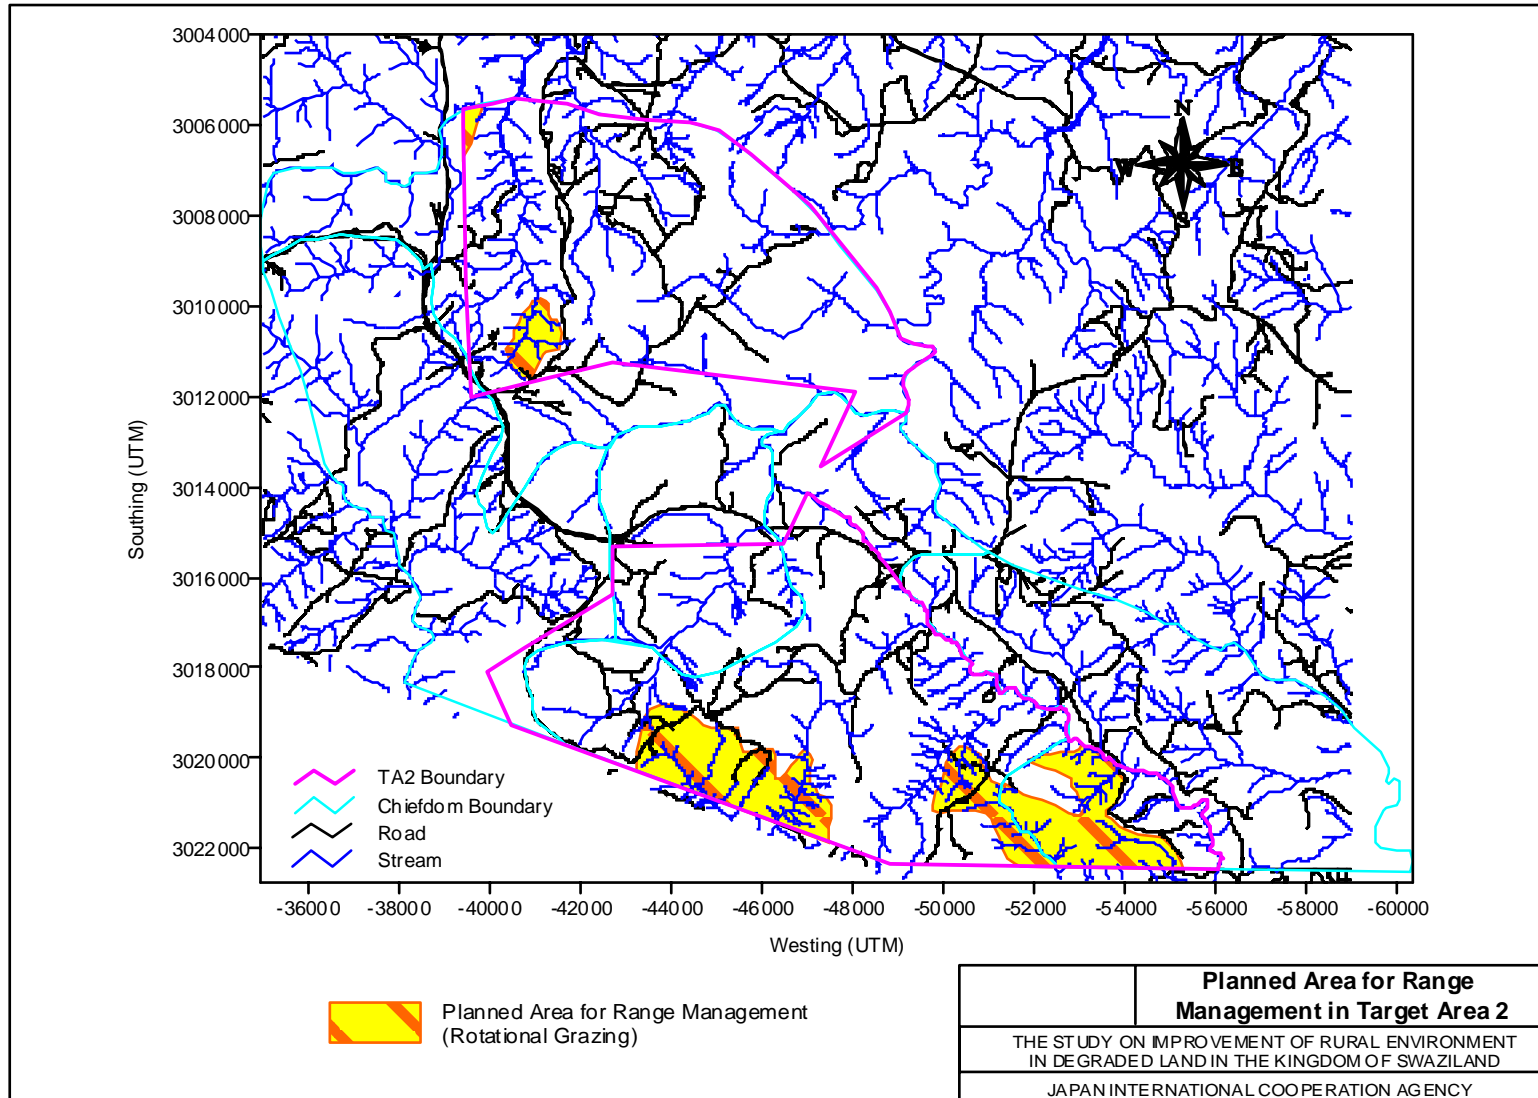 3004000
3006000
3008000
3010000
3012000
3014000
3016000
3018000
3020000
3022000
Southing (UTM)
N
W
E
S
TA2 Boundary
Chiefdom Boundary
Road
Stream
-36000 -38000 -40000 -42000 -44000 -46000 -48000 -50000 -52000 -54000 -56000 -58000 -60000
Westing (UTM)
Planned Area for Range Management
(Rotational Grazing)
Planned Area for Range
Management in Target Area 2
THE STUDY ON IMPROVEMENT OF RURAL ENVIRONMENT
IN DEGRADED LAND IN THE KINGDOM OF SWAZILAND
JAPAN INTERNATIONAL COOPERATION AGENCY